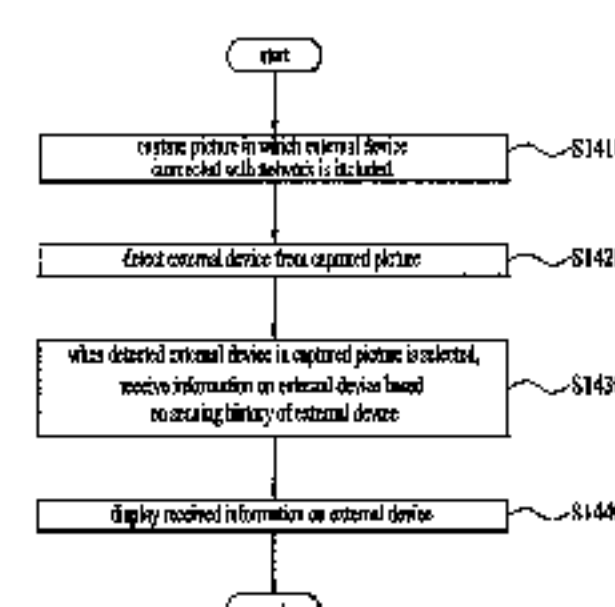 start
capture picture in which external device
connected with network is included
S141
detect external device from captured picture
S142
when detected external device in captured picture is selected,
receive information on external device based
on sensing history of external device
S143
display received information on external device
S144